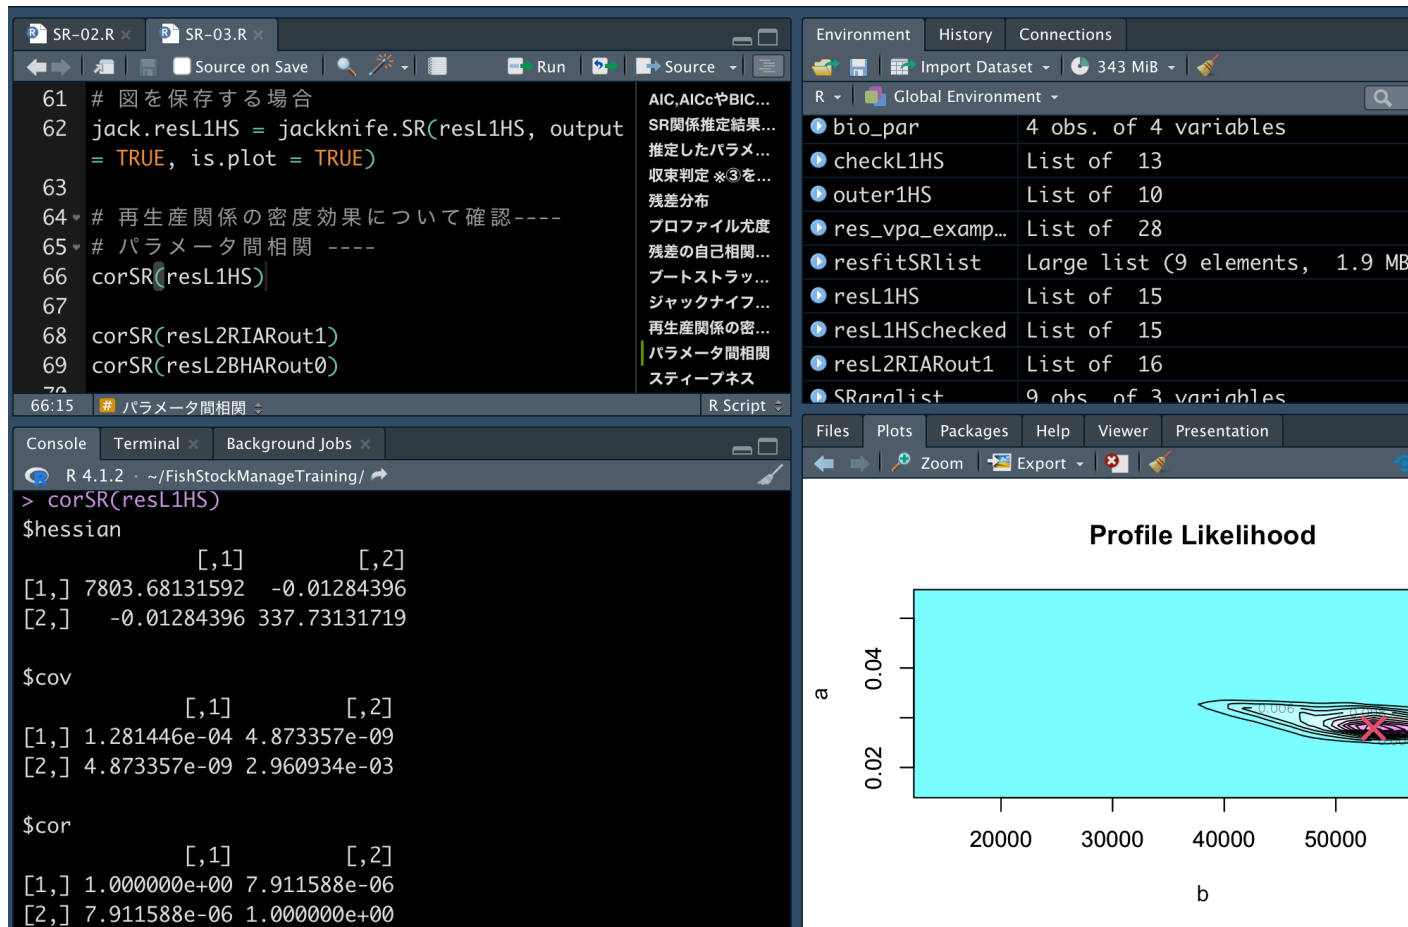 SR-02.R
SR-03.R
Source on Save
Run
Source
61 # 図を保存する場合
62 jack.resL1HS = jackknife.SR(resL1HS, output
= TRUE, is.plot = TRUE)
63
64 # 再生産関係の密度効果について確認----
65 # パラメータ間相関 ----
66 corSR(resL1HS)
67
68 corSR(resL2RIARout1)
69 corSR(resL2BHARout0)
70
AIC,AICcやBIC...
SR関係推定結果...
推定したパラメ...
収束判定 ※③を...
残差分布
プロファイル尤度
残差の自己相関...
ブートストラッ...
ジャックナイフ...
再生産関係の密...
パラメータ間相関
スティープネス
66:15 # パラメータ間相関 R Script
Console Terminal Background Jobs
R 4.1.2 · ~/FishStockManageTraining/
> corSR(resL1HS)
$hessian
[,1] [,2]
[1,] 7803.68131592 -0.01284396
[2,] -0.01284396 337.73131719
$cov
[,1] [,2]
[1,] 1.281446e-04 4.873357e-09
[2,] 4.873357e-09 2.960934e-03
$cor
[,1] [,2]
[1,] 1.000000e+00 7.911588e-06
[2,] 7.911588e-06 1.000000e+00
Environment History Connections
Import Dataset 343 MiB
R Global Environment
bio_par 4 obs. of 4 variables
checkL1HS List of 13
outer1HS List of 10
res_vpa_examp... List of 28
resfitSRlist Large list (9 elements, 1.9 MB
resL1HS List of 15
resL1HSchecked List of 15
resL2RIARout1 List of 16
SRarglist 9 obs. of 3 variables
Files Plots Packages Help Viewer Presentation
Zoom Export
Profile Likelihood
a
0.04
0.02
0.006
20000 30000 40000 50000
b